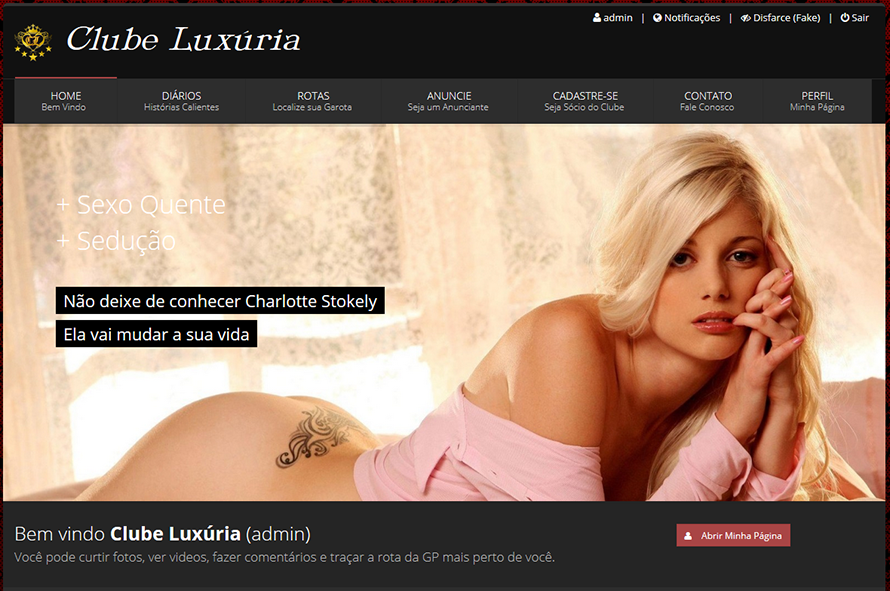 admin | Notificações | Disfarce (Fake) | Sair
Clube Luxúria
HOME DIÁRIOS ROTAS ANUNCIE CADASTRE-SE CONTATO PERFIL
Bem Vindo Histórias Calientes Localize sua Garota Seja um Anunciante Seja Sócio do Clube Fale Conosco Minha Página
+ Sexo Quente
+ Sedução
Não deixe de conhecer Charlotte Stokely
Ela vai mudar a sua vida
Bem vindo Clube Luxúria (admin)
Abrir Minha Página
Você pode curtir fotos, ver videos, fazer comentários e traçar a rota da GP mais perto de você.